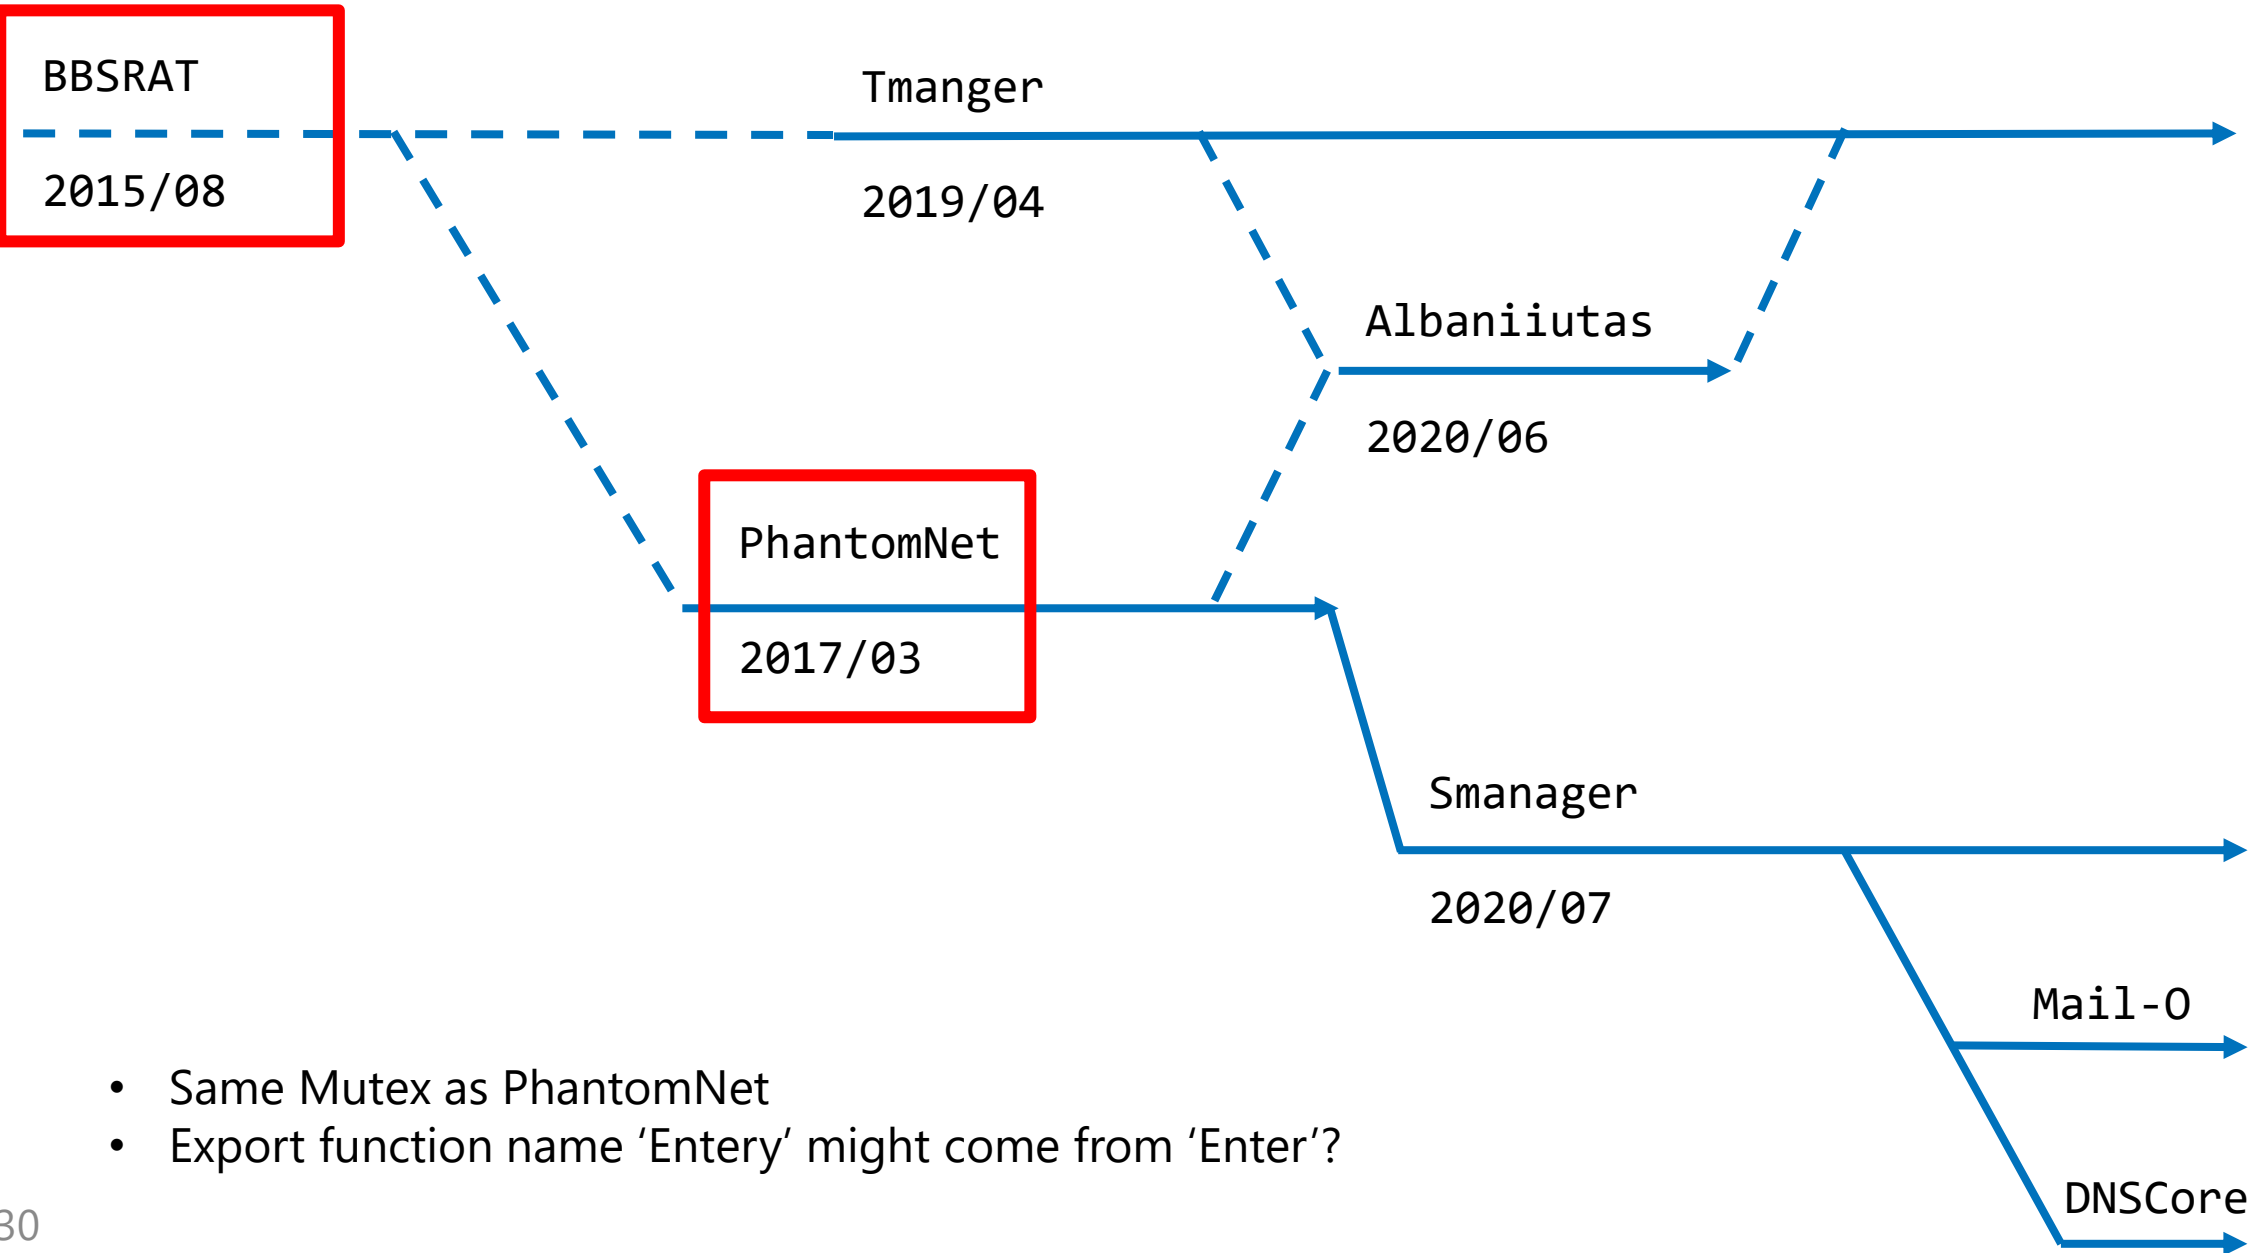 BBSRAT
2015/08
Tmanger
2019/04
Albaniiutas
2020/06
PhantomNet
2017/03
Smanager
2020/07
Mail-O
DNSCore
• Same Mutex as PhantomNet
• Export function name ‘Entery’ might come from ‘Enter’?
30